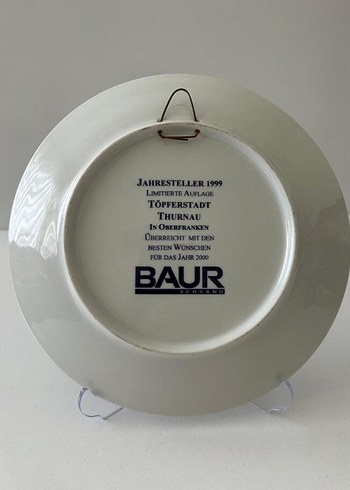 JAHRESTELLER 1999
LIMITIERTE AUFLAGE
TÖPFERSTADT
THURNAU
IN OBERFRANKEN
ÜBERREICHT MIT DEN
BESTEN WÜNSCHEN
FÜR DAS JAHR 2000
BAUR
VERSAND